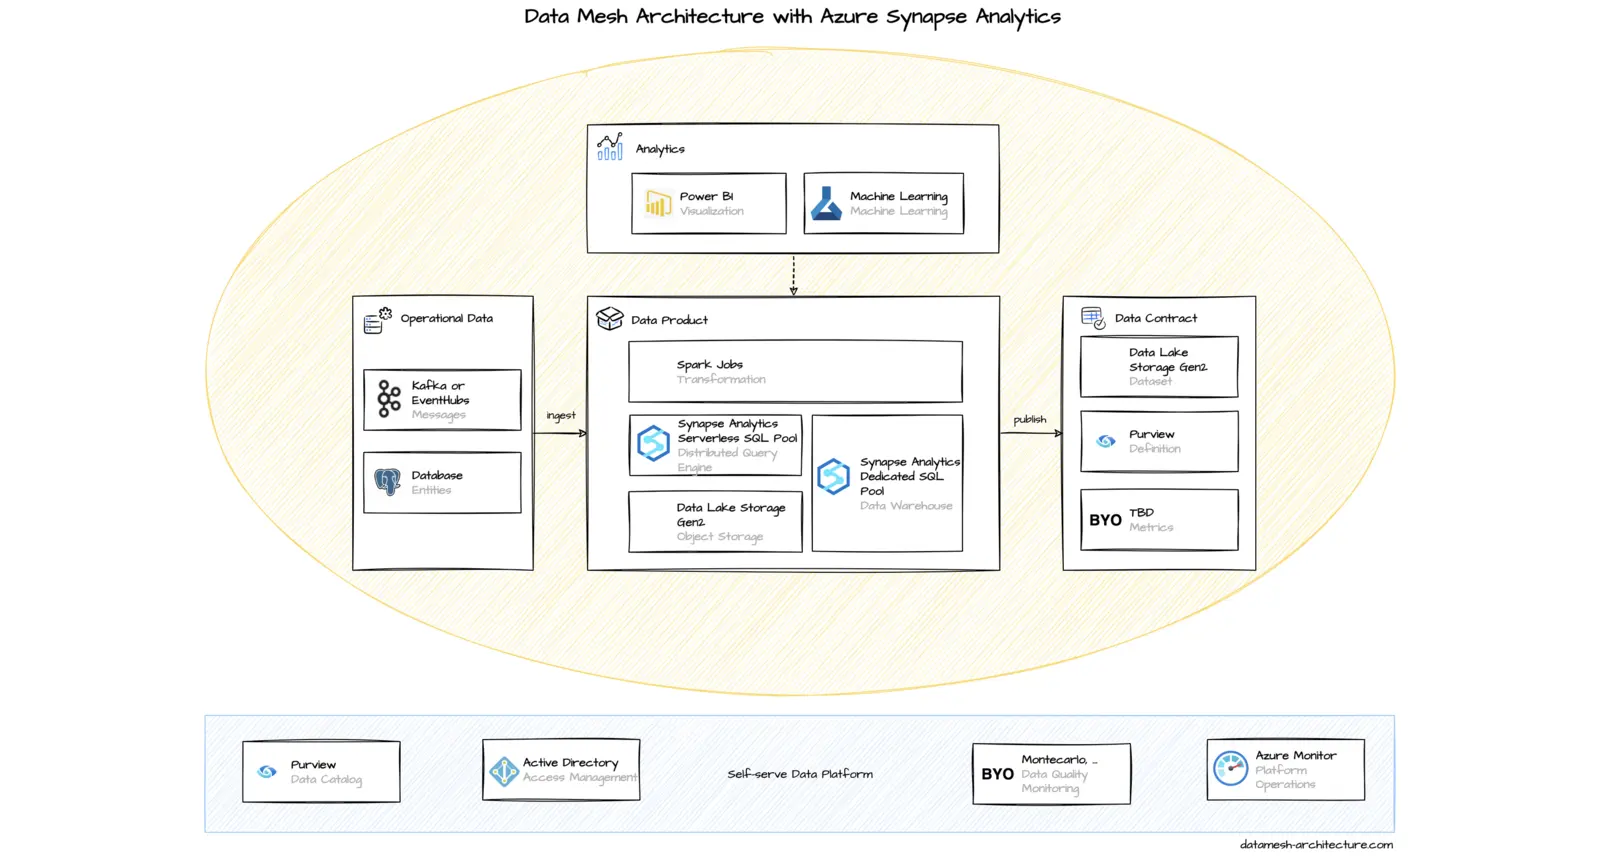 Data Mesh Architecture with Azure Synapse Analytics
Analytics
Power BI
Visualization
Machine Learning
Machine Learning
Operational Data
Kafka or
EventHubs
Messages
Database
Entities
ingest
Data Product
Spark Jobs
Transformation
Synapse Analytics
Serverless SQL Pool
Distributed Query
Engine
Data Lake Storage
Gen2
Object Storage
Synapse Analytics
Dedicated SQL
Pool
Data Warehouse
publish
Data Contract
Data Lake
Storage Gen2
Dataset
Purview
Definition
BYO
TBD
Metrics
Purview
Data Catalog
Active Directory
Access Management
Self-serve Data Platform
BYO
Montecarlo, ...
Data Quality
Monitoring
Azure Monitor
Platform
Operations
datamesh-architecture.com